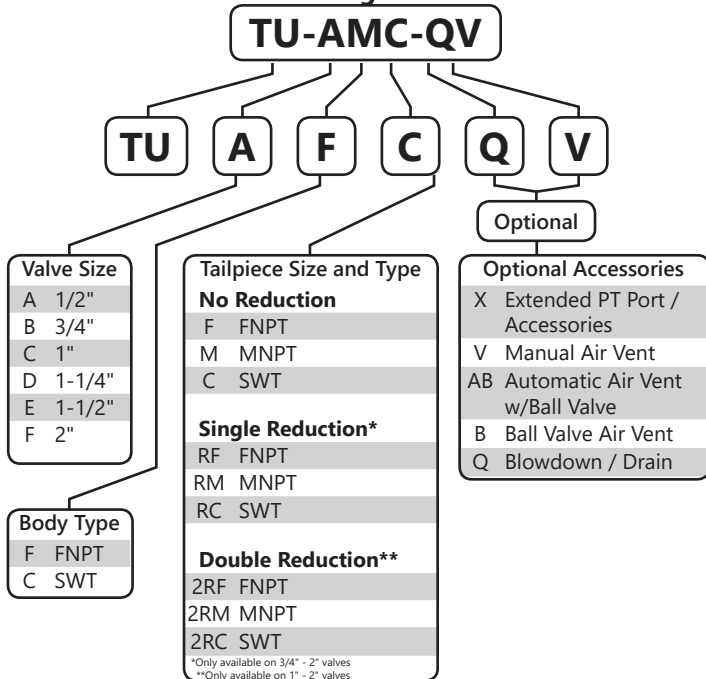 TU-AMC-QV
TU A F C Q V
Optional
Valve Size
A 1/2"
B 3/4"
C 1"
D 1-1/4"
E 1-1/2"
F 2"
Body Type
F FNPT
C SWT
Tailpiece Size and Type
No Reduction
F FNPT
M MNPT
C SWT
Single Reduction*
RF FNPT
RM MNPT
RC SWT
Double Reduction**
2RF FNPT
2RM MNPT
2RC SWT
*Only available on 3/4" - 2" valves
**Only available on 1" - 2" valves
Optional Accessories
X Extended PT Port /
Accessories
V Manual Air Vent
AB Automatic Air Vent
w/Ball Valve
B Ball Valve Air Vent
Q Blowdown / Drain